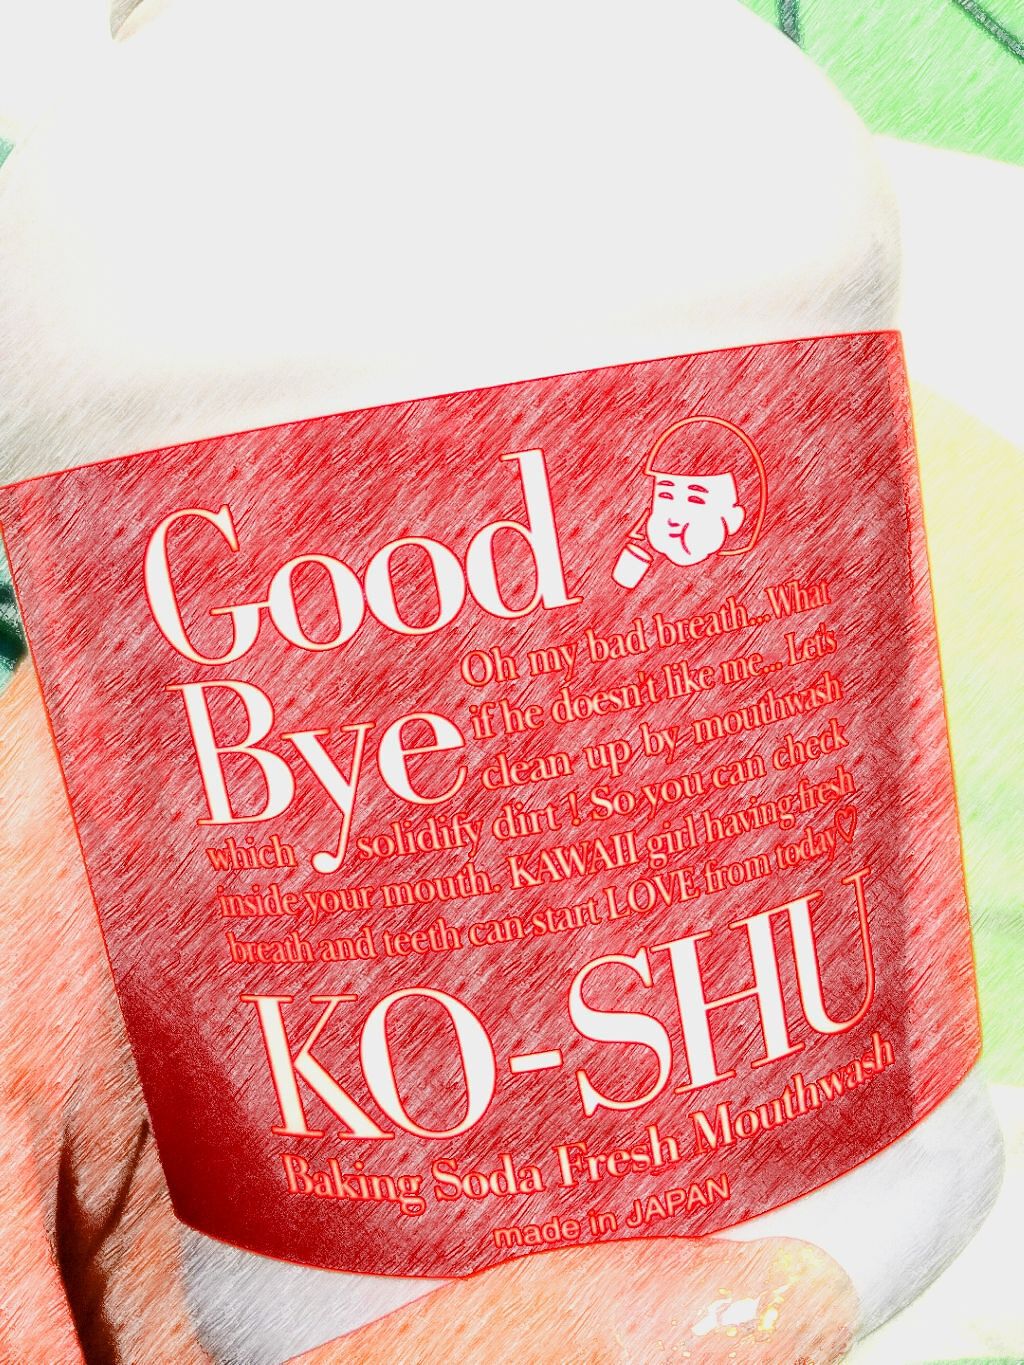 Good
Bye
Oh my bad breath...What
if he doesn't like me... Let's
clean up by mouthwash
which solidify dirt ! So you can check
inside your mouth. KAWAII girl having fresh
breath and teeth can start LOVE from today♡
KO-SHU
Baking Soda Fresh Mouthwash
made in JAPAN